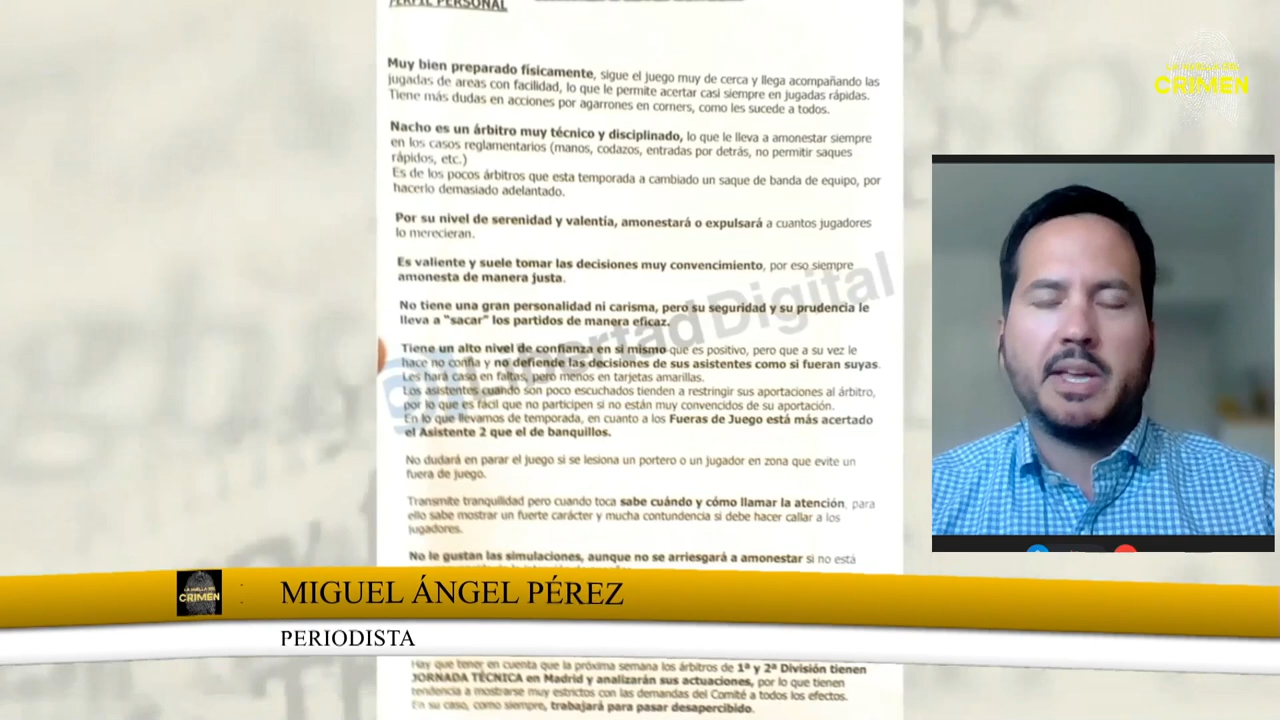 PERFIL PERSONAL
Muy bien preparado físicamente, sigue el juego muy de cerca y llega acompañando las
jugadas de areas con facilidad, lo que le permite acertar casi siempre en jugadas rápidas.
Tiene más dudas en acciones por agarrones en corners, como les sucede a todos.
Nacho es un árbitro muy técnico y disciplinado, lo que le lleva a amonestar siempre
en los casos reglamentarios (manos, codazos, entradas por detrás, no permitir saques
rápidos, etc.)
Es de los pocos árbitros que esta temporada a cambiado un saque de banda de equipo, por
hacerlo demasiado adelantado.
Por su nivel de serenidad y valentía, amonestará o expulsará a cuantos jugadores
lo merecieran.
Es valiente y suele tomar las decisiones muy convencimiento, por eso siempre
amonesta de manera justa.
No tiene una gran personalidad ni carisma, pero su seguridad y su prudencia le
lleva a "sacar" los partidos de manera eficaz.
Tiene un alto nivel de confianza en si mismo que es positivo, pero que a su vez le
hace no confia y no defiende las decisiones de sus asistentes como si fueran suyas.
Les hará caso en faltas, pero menos en tarjetas amarillas.
Los asistentes cuando son poco escuchados tienden a restringir sus aportaciones al árbitro,
por lo que es fácil que no participen si no están muy convencidos de su aportación.
En lo que llevamos de temporada, en cuanto a los Fueras de Juego está más acertado
el Asistente 2 que el de banquillos.
No dudará en parar el juego si se lesiona un portero o un jugador en zona que evite un
fuera de juego.
Transmite tranquilidad pero cuando toca sabe cuándo y cómo llamar la atención, para
ello sabe mostrar un fuerte carácter y mucha contundencia si debe hacer callar a los
jugadores.
No le gustan las simulaciones, aunque no se arriesgará a amonestar si no está
Hay que tener en cuenta que la próxima semana los árbitros de 1ª y 2ª División tienen
JORNADA TÉCNICA en Madrid y analizarán sus actuaciones, por lo que tienen
tendencia a mostrarse muy estrictos con las demandas del Comité a todos los efectos.
En su caso, como siempre, trabajará para pasar desapercibido.
LibertadDigital
LA HUELLA DEL
CRIMEN
LA HUELLA DEL
CRIMEN
MIGUEL ÁNGEL PÉREZ
PERIODISTA